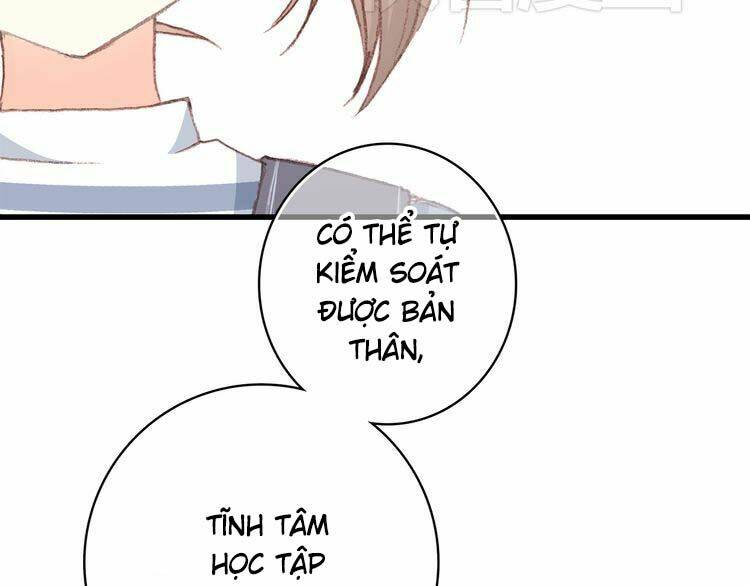 CÓ THỂ TỰ
KIỂM SOÁT
ĐƯỢC BẢN
THÂN,
TĨNH TÂM
HỌC TẬP